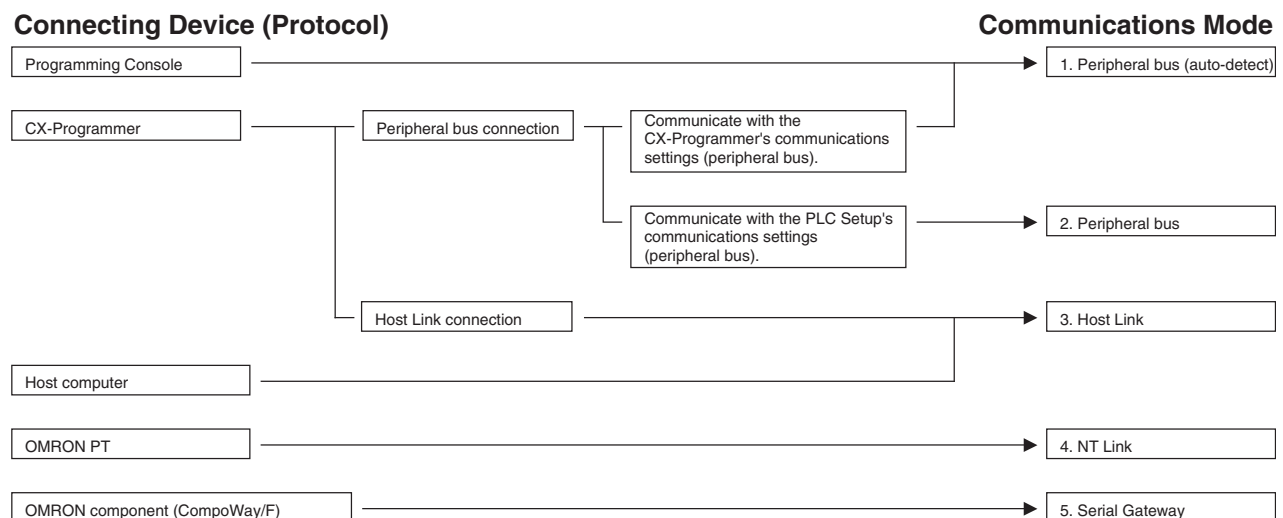 Connecting Device (Protocol)
Communications Mode
Programming Console
1. Peripheral bus (auto-detect)
CX-Programmer
Peripheral bus connection
Communicate with the
CX-Programmer's communications
settings (peripheral bus).
Communicate with the PLC Setup's
communications settings
(peripheral bus).
2. Peripheral bus
Host Link connection
3. Host Link
Host computer
OMRON PT
4. NT Link
OMRON component (CompoWay/F)
5. Serial Gateway